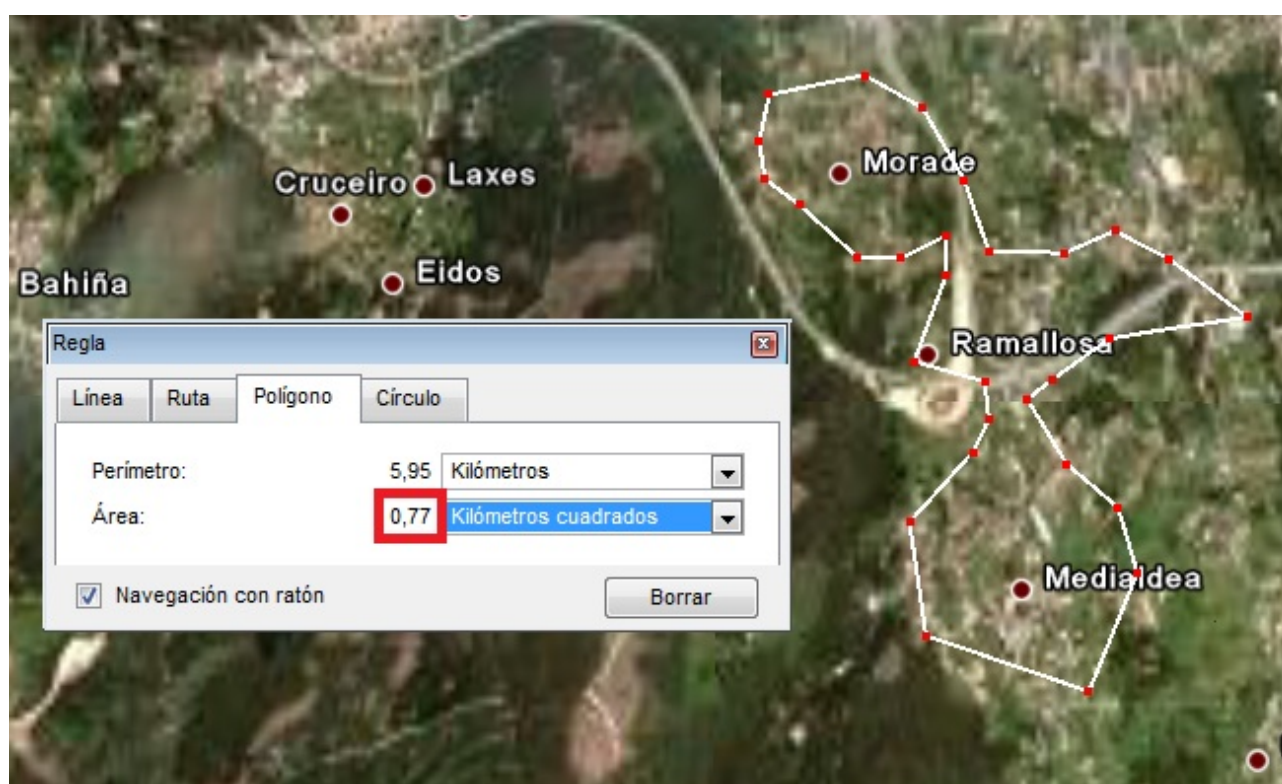 Morade
Cruceiro
Laxes
Bahiña
Eidos
Ramallosa
Medialdea
Regla
Línea
Ruta
Polígono
Círculo
Perímetro: 5,95 Kilómetros
Área: 0,77 Kilómetros cuadrados
Navegación con ratón
Borrar